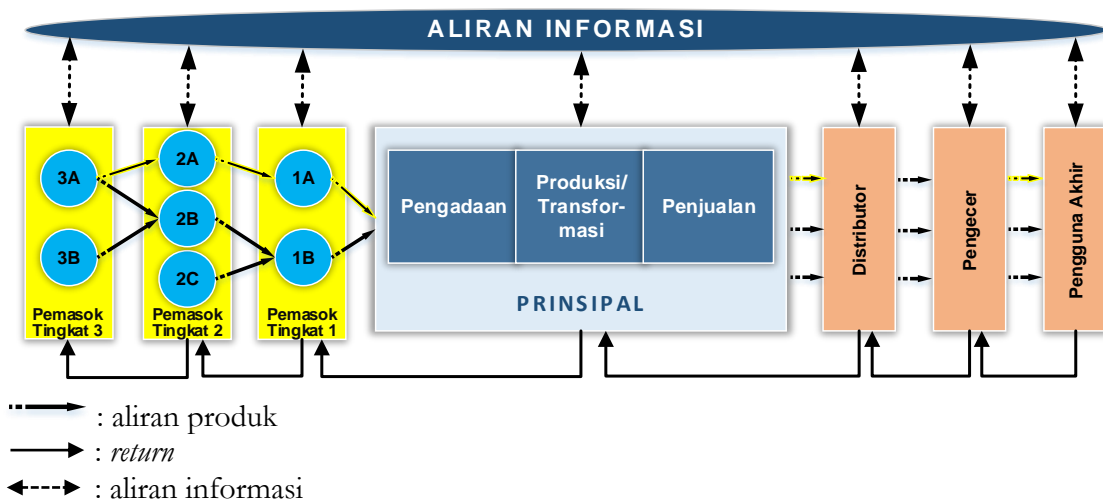 ALIRAN INFORMASI
3A
3B
Pemasok
Tingkat 3
2A
2B
2C
Pemasok
Tingkat 2
1A
1B
Pemasok
Tingkat 1
Pengadaan
Produksi/
Transfor-
masi
Penjualan
PRINSIPAL
Distributor
Pengecer
Pengguna Akhir
: aliran produk
: return
: aliran informasi